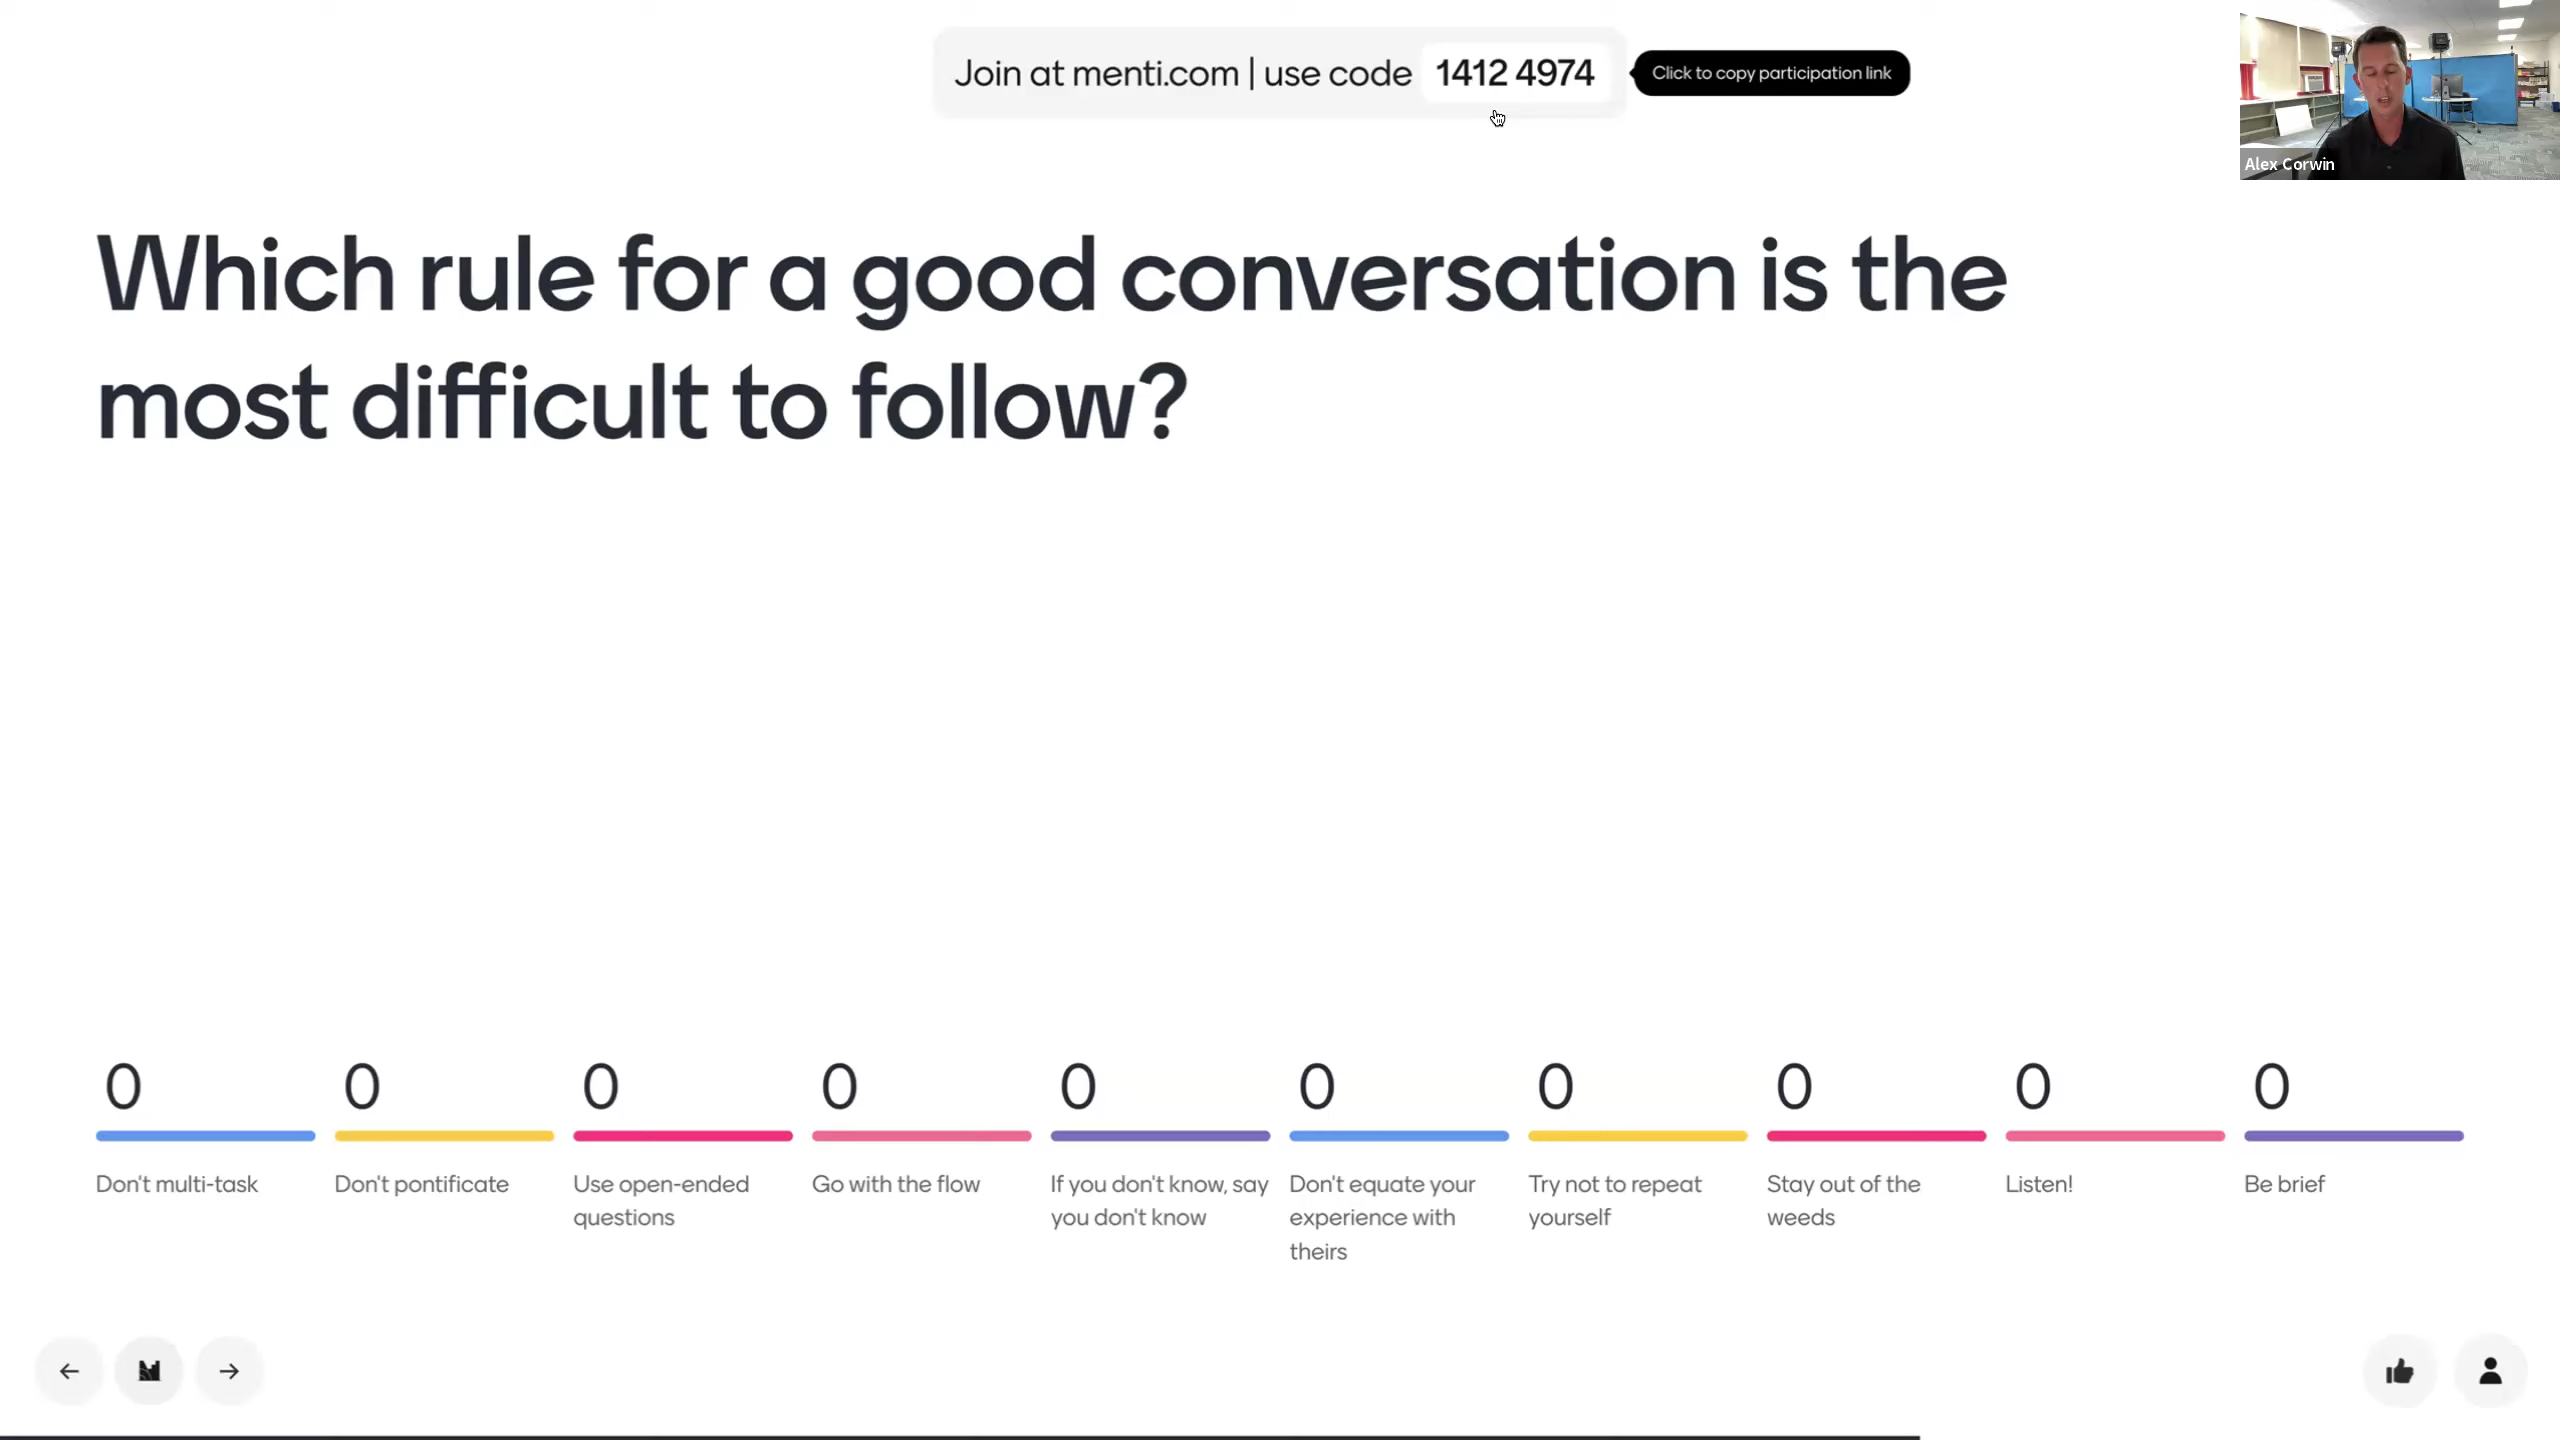 Join at menti.com | use code 1412 4974
Click to copy participation link
Alex Corwin
Which rule for a good conversation is the
most difficult to follow?
0 0 0 0 0 0 0 0 0 0
Don't multi-task
Don't pontificate
Use open-ended
questions
Go with the flow
If you don't know, say
you don't know
Don't equate your
experience with
theirs
Try not to repeat
yourself
Stay out of the
weeds
Listen!
Be brief